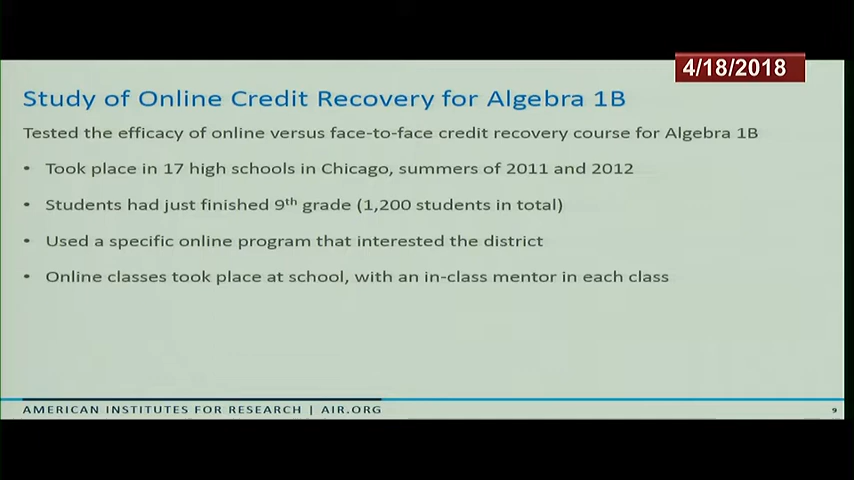 4/18/2018
Study of Online Credit Recovery for Algebra 1B
Tested the efficacy of online versus face-to-face credit recovery course for Algebra 1B
• Took place in 17 high schools in Chicago, summers of 2011 and 2012
• Students had just finished 9th grade (1,200 students in total)
• Used a specific online program that interested the district
• Online classes took place at school, with an in-class mentor in each class
AMERICAN INSTITUTES FOR RESEARCH | AIR.ORG
9